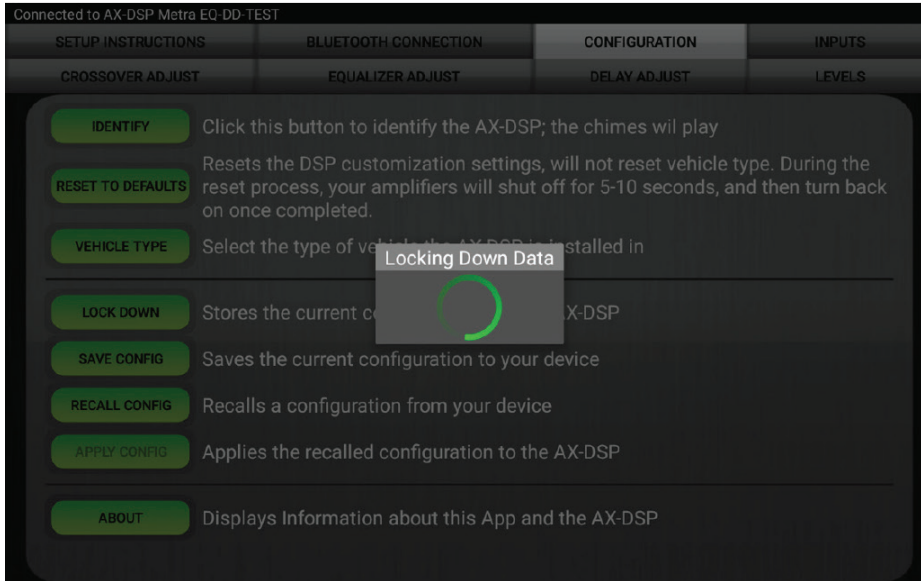 Connected to AX-DSP Metra EQ-DD-TEST
SETUP INSTRUCTIONS BLUETOOTH CONNECTION CONFIGURATION INPUTS
CROSSOVER ADJUST EQUALIZER ADJUST DELAY ADJUST LEVELS
IDENTIFY Click this button to identify the AX-DSP; the chimes wil play
Resets the DSP customization settings, will not reset vehicle type. During the
RESET TO DEFAULTS reset process, your amplifiers will shut off for 5-10 seconds, and then turn back
on once completed.
VEHICLE TYPE Select the type of vehicle the AX-DSP is installed in
Locking Down Data
LOCK DOWN Stores the current AX-DSP
SAVE CONFIG Saves the current configuration to your device
RECALL CONFIG Recalls a configuration from your device
APPLY CONFIG Applies the recalled configuration to the AX-DSP
ABOUT Displays Information about this App and the AX-DSP